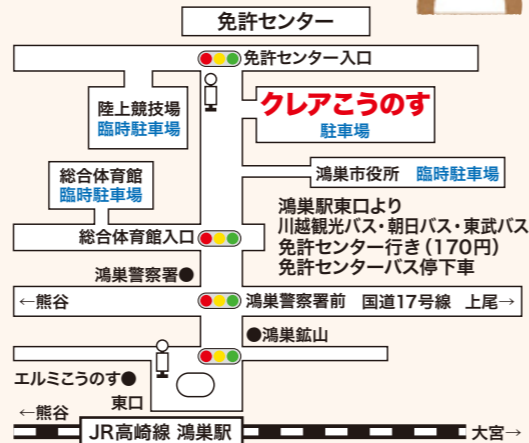 免許センター
免許センター入口
陸上競技場
臨時駐車場
クレアこうのす
駐車場
総合体育館
臨時駐車場
鴻巣市役所 臨時駐車場
鴻巣駅東口より
川越観光バス・朝日バス・東武バス
免許センター行き（170円）
免許センターバス停下車
総合体育館入口
鴻巣警察署●
←熊谷
鴻巣警察署前 国道17号線 上尾→
●鴻巣鉱山
エルミこうのす●
東口
←熊谷
JR高崎線 鴻巣駅
大宮→